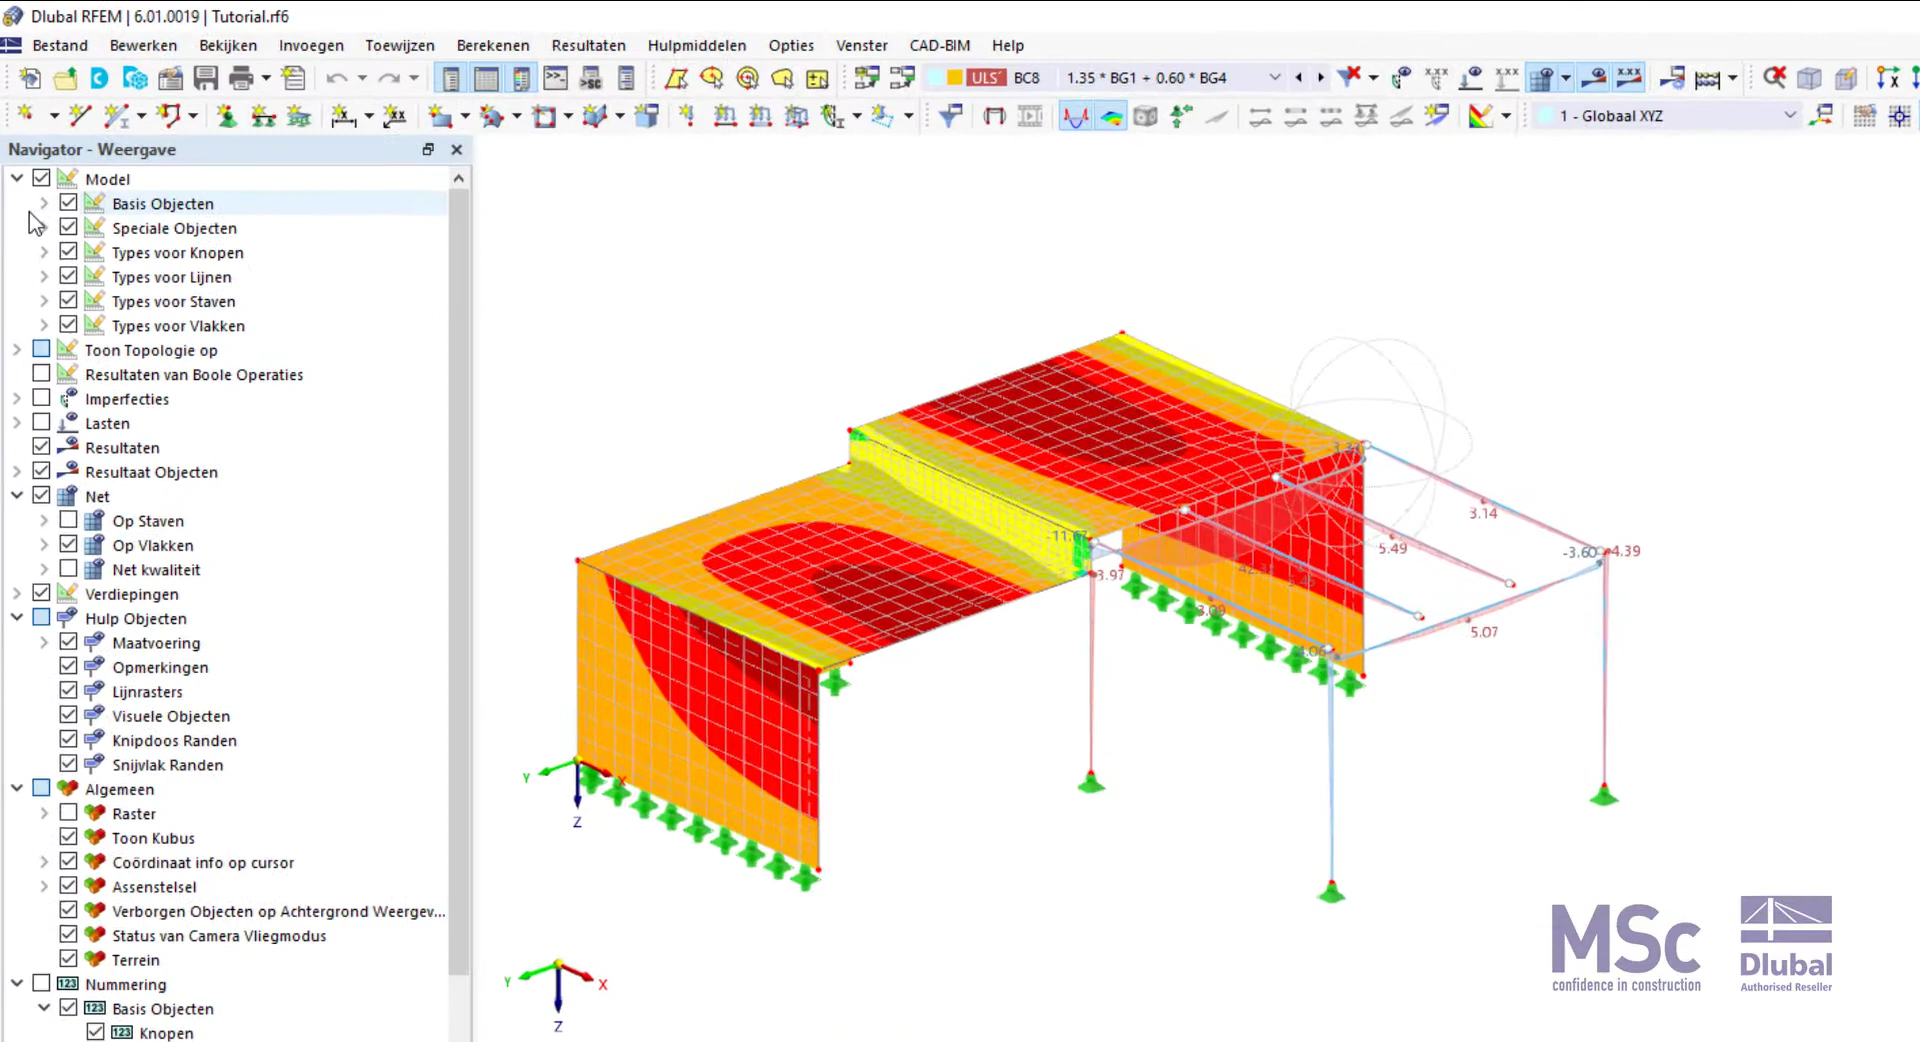 Dlubal RFEM | 6.01.0019 | Tutorial.rf6
Bestand Bewerken Bekijken Invoegen Toewijzen Berekenen Resultaten Hulpmiddelen Opties Venster CAD-BIM Help
ULS BC8 1.35 * BG1 + 0.60 * BG4
1 - Globaal XYZ
Navigator - Weergave
Model
Basis Objecten
Speciale Objecten
Types voor Knopen
Types voor Lijnen
Types voor Staven
Types voor Vlakken
Toon Topologie op
Resultaten van Boole Operaties
Imperfecties
Lasten
Resultaten
Resultaat Objecten
Net
Op Staven
Op Vlakken
Net kwaliteit
Verdiepingen
Hulp Objecten
Maatvoering
Opmerkingen
Lijnrasters
Visuele Objecten
Knipdoos Randen
Snijvlak Randen
Algemeen
Raster
Toon Kubus
Coördinaat info op cursor
Assenstelsel
Verborgen Objecten op Achtergrond Weergev...
Status van Camera Vliegmodus
Terrein
Nummering
123 Basis Objecten
123 Knopen
3.14
5.49
-3.60
4.39
3.97
3.09
5.07
Y
X
Z
Y
X
Z
MSc
confidence in construction
Dlubal
Authorised Reseller